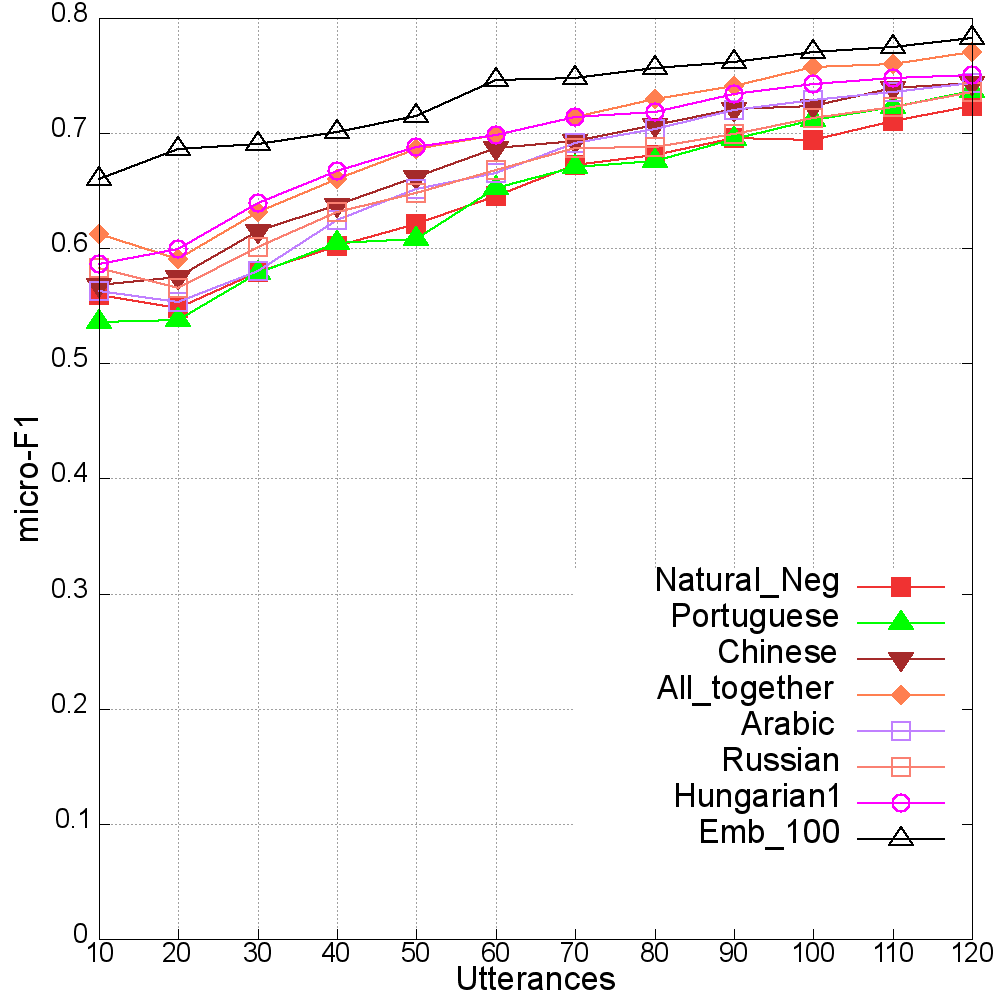 0.8
0.7
0.6
0.5
0.4
0.3
0.2
0.1
0
micro-F1
Natural_Neg
Portuguese
Chinese
All_together
Arabic
Russian
Hungarian1
Emb_100
10 20 30 40 50 60 70 80 90 100 110 120
Utterances